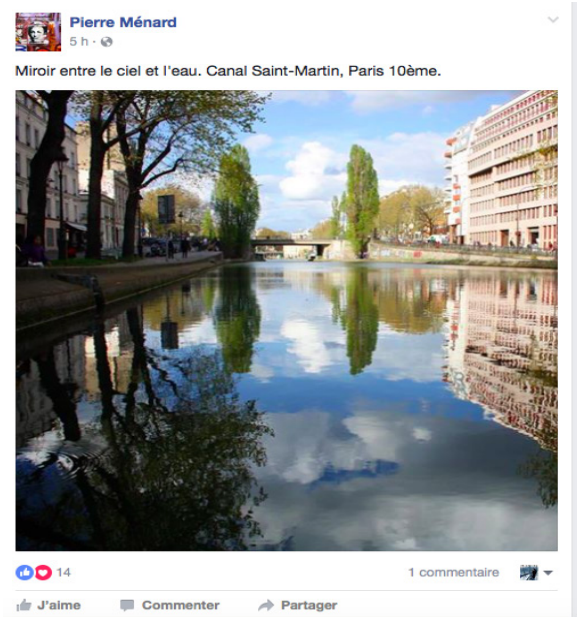 Pierre Ménard
5 h ·
Miroir entre le ciel et l'eau. Canal Saint-Martin, Paris 10ème.
14
1 commentaire
J'aime
Commenter
Partager